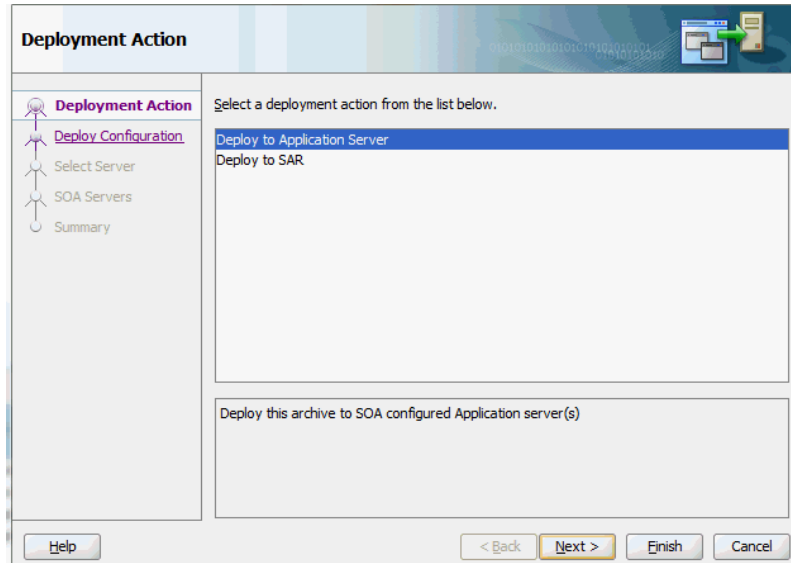 Deployment Action
Deployment Action
Deploy Configuration
Select Server
SOA Servers
Summary
Select a deployment action from the list below.
Deploy to Application Server
Deploy to SAR
Deploy this archive to SOA configured Application server(s)
Help
< Back
Next >
Finish
Cancel